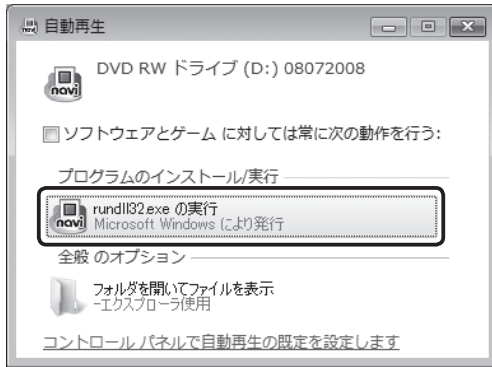 自動再生
DVD RW ドライブ (D:) 08072008
ソフトウェアとゲーム に対しては常に次の動作を行う:
プログラムのインストール/実行
rundll32.exe の実行
Microsoft Windows により発行
全般 のオプション
フォルダを開いてファイルを表示
-エクスプローラ使用
コントロール パネルで自動再生の既定を設定します
navi
navi
navi